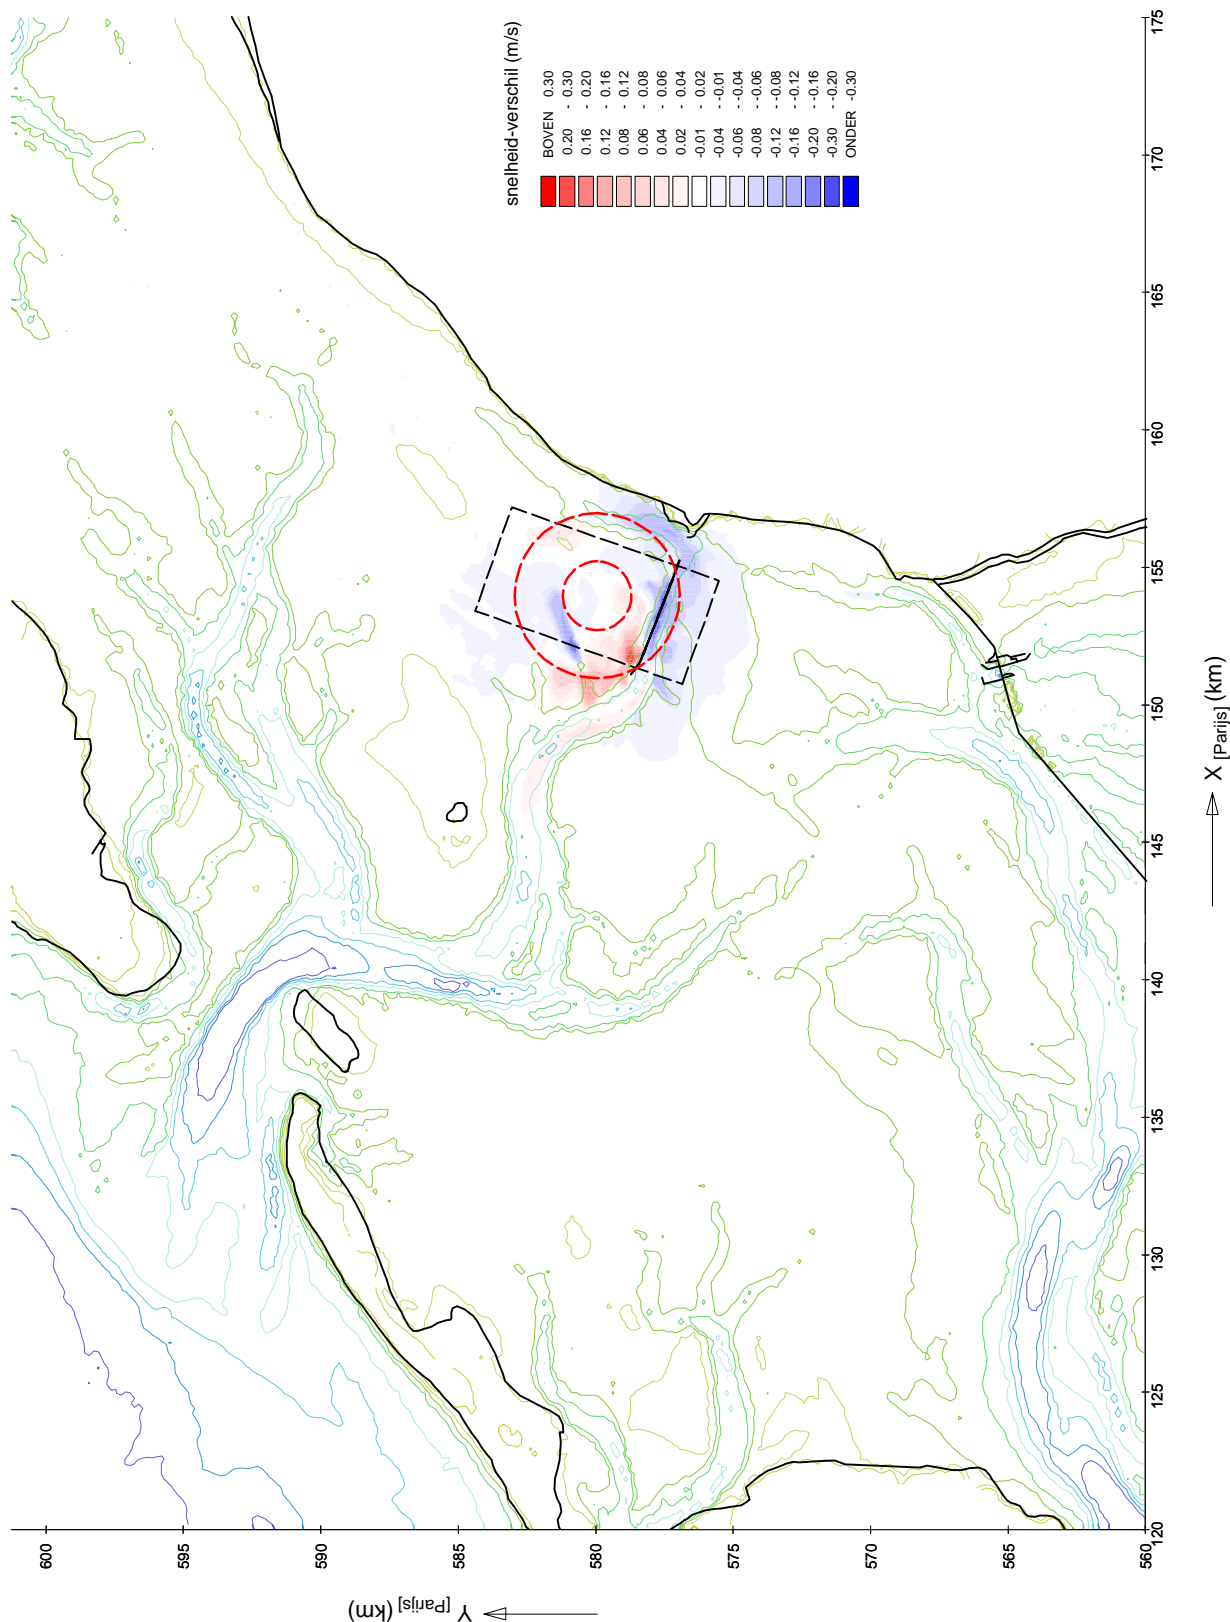 snelheid-verschil (m/s)
BOVEN 0.30
0.20 - 0.30
0.16 - 0.20
0.12 - 0.16
0.08 - 0.12
0.06 - 0.08
0.04 - 0.06
0.02 - 0.04
-0.01 - 0.02
-0.04 - -0.01
-0.06 - -0.04
-0.08 - -0.06
-0.12 - -0.08
-0.16 - -0.12
-0.20 - -0.16
-0.30 - -0.20
ONDER -0.30
600
595
590
585
580
575
570
565
560
Y [Parijs] (km)
120
125
130
135
140
145
150
155
160
165
170
175
X [Parijs] (km)